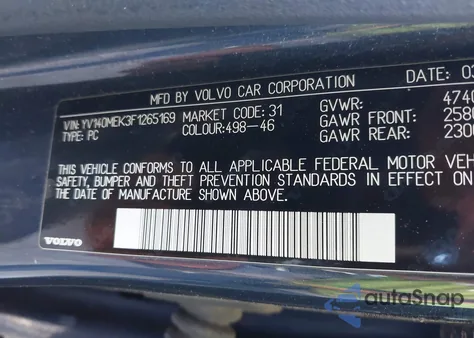 DATE: 03
MFD BY VOLVO CAR CORPORATION
VIN: YV140MEK3F1265169 MARKET CODE: 31 GVWR: 4740
TYPE: PC COLOUR:498-46 GAWR FRONT: 2580
GAWR REAR: 2300
THIS VEHICLE CONFORMS TO ALL APPLICABLE FEDERAL MOTOR VEH
SAFETY, BUMPER AND THEFT PREVENTION STANDARDS IN EFFECT ON
THE DATE OF MANUFACTURE SHOWN ABOVE.
VOLVO
autoSnap